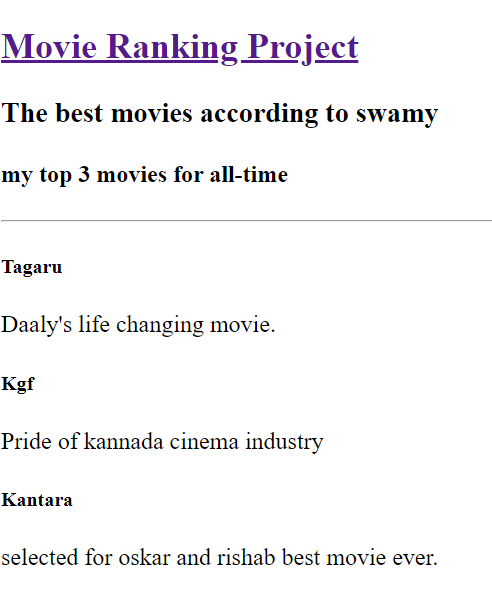 Movie Ranking Project
The best movies according to swamy
my top 3 movies for all-time
Tagaru
Daaly's life changing movie.
Kgf
Pride of kannada cinema industry
Kantara
selected for oskar and rishab best movie ever.